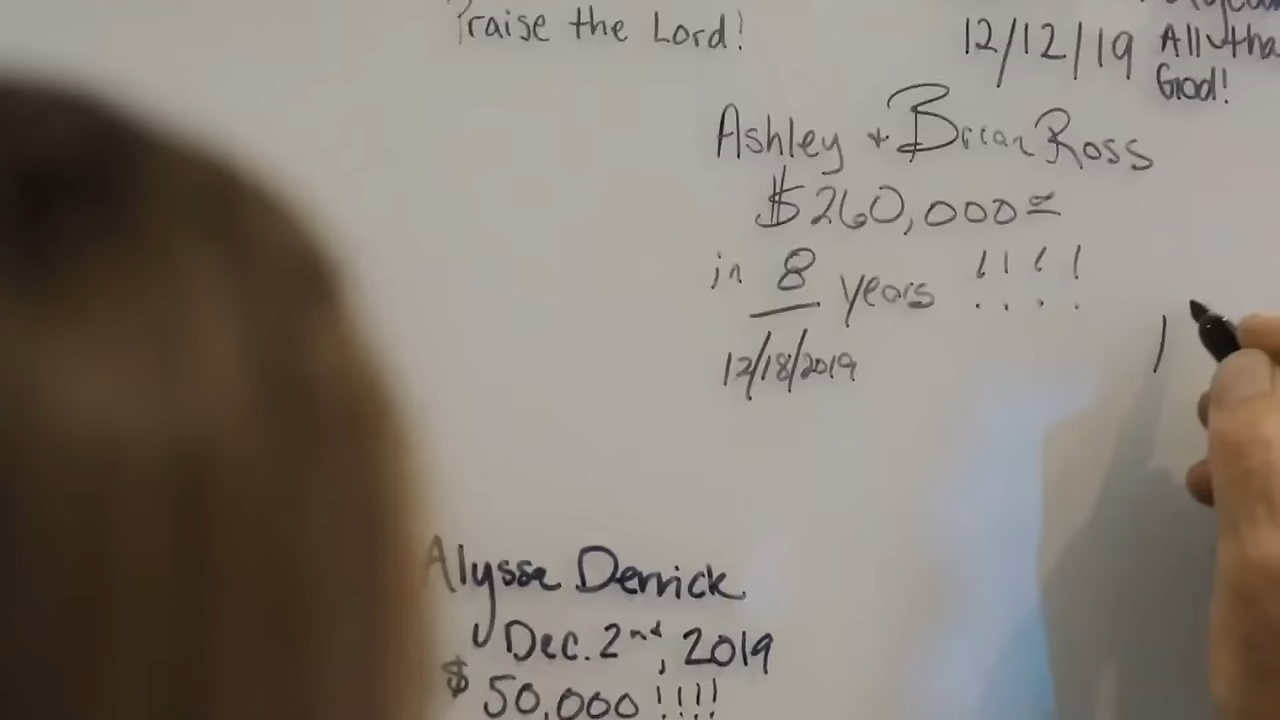 Praise the Lord!
12/12/19
All
God!
Ashley + Brian Ross
$260,000=
in 8 years !!!!
12/18/2019
Alyssa Derrick
Dec. 2nd, 2019
$50,000 !!!!